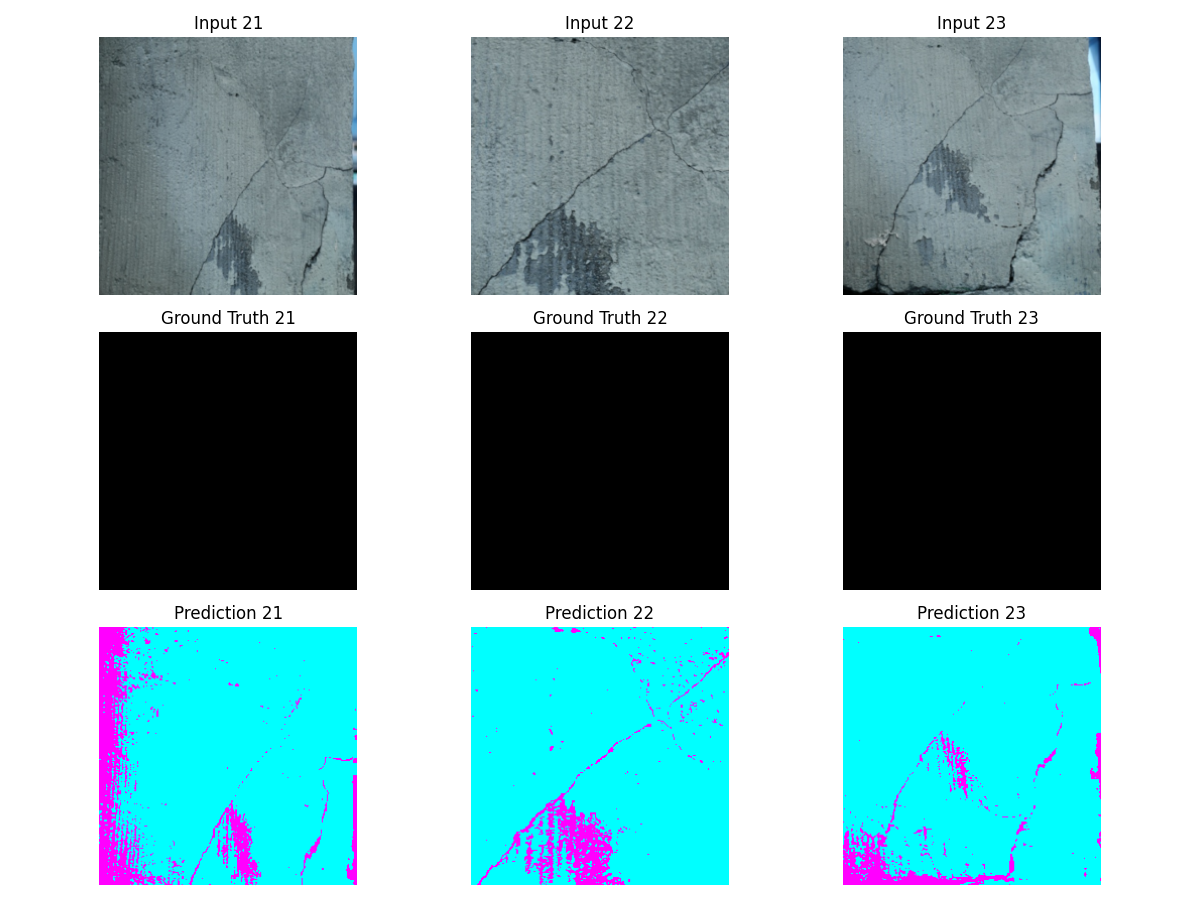 Input 21
Input 22
Input 23
Ground Truth 21
Ground Truth 22
Ground Truth 23
Prediction 21
Prediction 22
Prediction 23